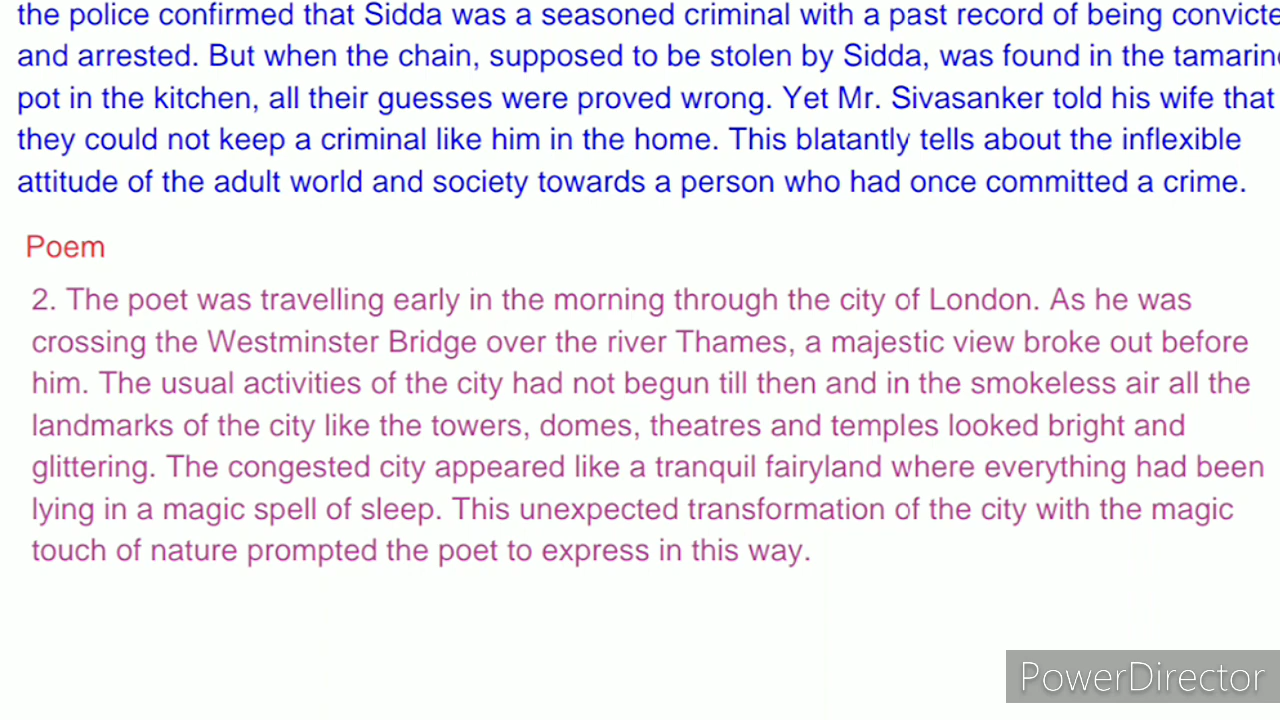 the police confirmed that Sidda was a seasoned criminal with a past record of being convicte
and arrested. But when the chain, supposed to be stolen by Sidda, was found in the tamarin
pot in the kitchen, all their guesses were proved wrong. Yet Mr. Sivasanker told his wife that
they could not keep a criminal like him in the home. This blatantly tells about the inflexible
attitude of the adult world and society towards a person who had once committed a crime.
Poem
2. The poet was travelling early in the morning through the city of London. As he was
crossing the Westminster Bridge over the river Thames, a majestic view broke out before
him. The usual activities of the city had not begun till then and in the smokeless air all the
landmarks of the city like the towers, domes, theatres and temples looked bright and
glittering. The congested city appeared like a tranquil fairyland where everything had been
lying in a magic spell of sleep. This unexpected transformation of the city with the magic
touch of nature prompted the poet to express in this way.
PowerDirector